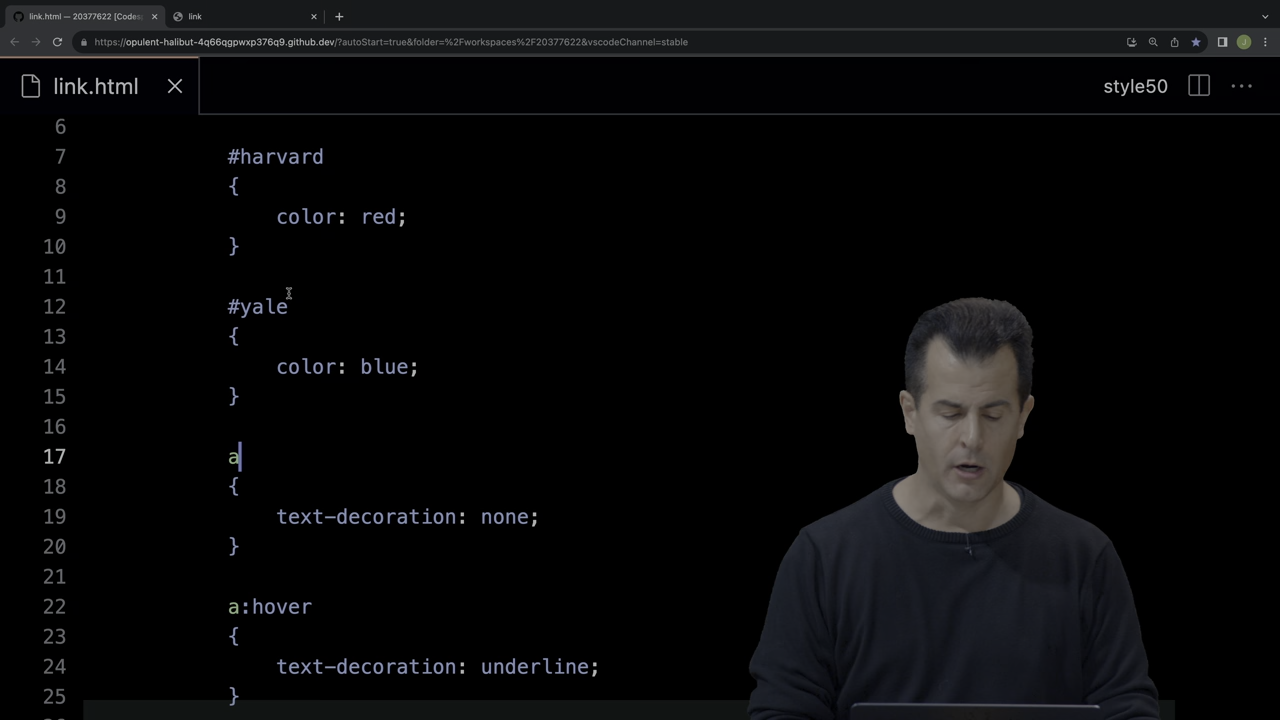 link.html — 20377622 [Codes
link
https://opulent-halibut-4q66qgpwxp376q9.github.dev/?autoStart=true&folder=%2Fworkspaces%2F20377622&vscodeChannel=stable
J
link.html
style50
6
7 #harvard
8 {
9 color: red;
10 }
11
12 #yale
13 {
14 color: blue;
15 }
16
17 a
18 {
19 text-decoration: none;
20 }
21
22 a:hover
23 {
24 text-decoration: underline;
25 }